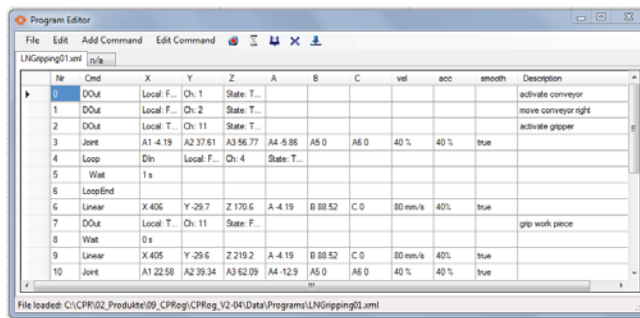 Program Editor
File Edit Add Command Edit Command
LNGripping01.xml n/a
Nr Cmd X Y Z A B C vel acc smooth Description
0 DOut Local: F... Ch: 1 State: T... activate conveyor
1 DOut Local: F... Ch: 2 State: T... move conveyor right
2 DOut Local: T... Ch: 11 State: T... activate gripper
3 Joint A1 -4.19 A2 37.61 A3 56.77 A4 -5.86 A5 0 A6 0 40 % 40 % true
4 Loop DIn Local: F... Ch: 4 State: T...
5 Wait 1 s
6 LoopEnd
6 Linear X 406 Y -29.7 Z 170.6 A -4.19 B 88.52 C 0 80 mm/s 40% true
7 DOut Local: T... Ch: 11 State: F... grip work piece
8 Wait 0 s
9 Linear X 405 Y -29.6 Z 219.2 A -4.19 B 88.52 C 0 80 mm/s 40% true
10 Joint A1 22.58 A2 39.34 A3 62.09 A4 -12.9 A5 0 A6 0 40 % 40 % true
File loaded: C:\CPR\02_Produkte\09_CPRog\CPRog_V2-04\Data\Programs\LNGripping01.xml